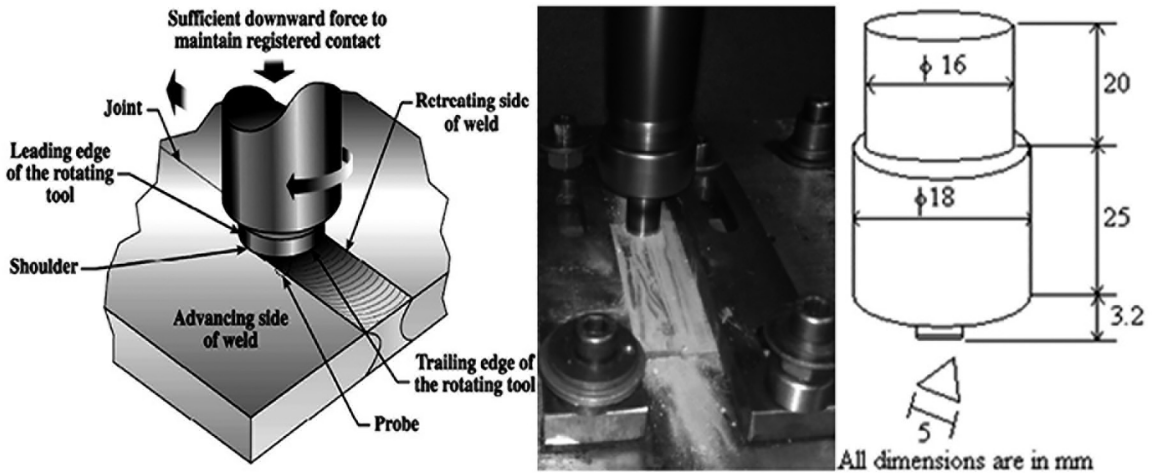 Sufficient downward force to
maintain registered contact
Joint
Retreating side
of weld
Leading edge
of the rotating
tool
Shoulder
Advancing side
of weld
Trailing edge of
the rotating tool
Probe
ϕ 16
20
ϕ18
25
3.2
5
All dimensions are in mm